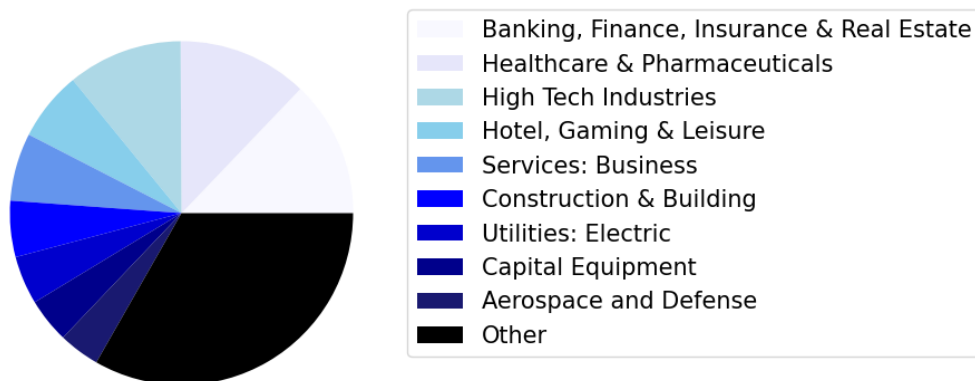 Banking, Finance, Insurance & Real Estate
Healthcare & Pharmaceuticals
High Tech Industries
Hotel, Gaming & Leisure
Services: Business
Construction & Building
Utilities: Electric
Capital Equipment
Aerospace and Defense
Other